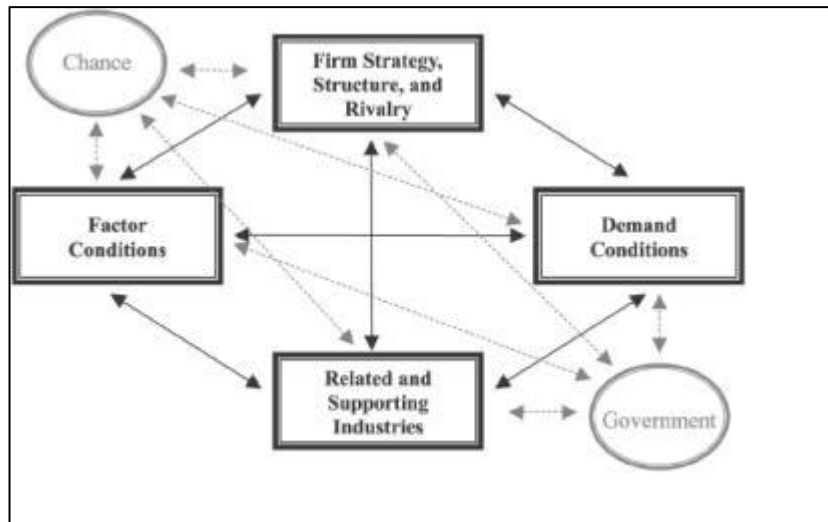 Chance
Firm Strategy,
Structure, and
Rivalry
Factor
Conditions
Demand
Conditions
Related and
Supporting
Industries
Government